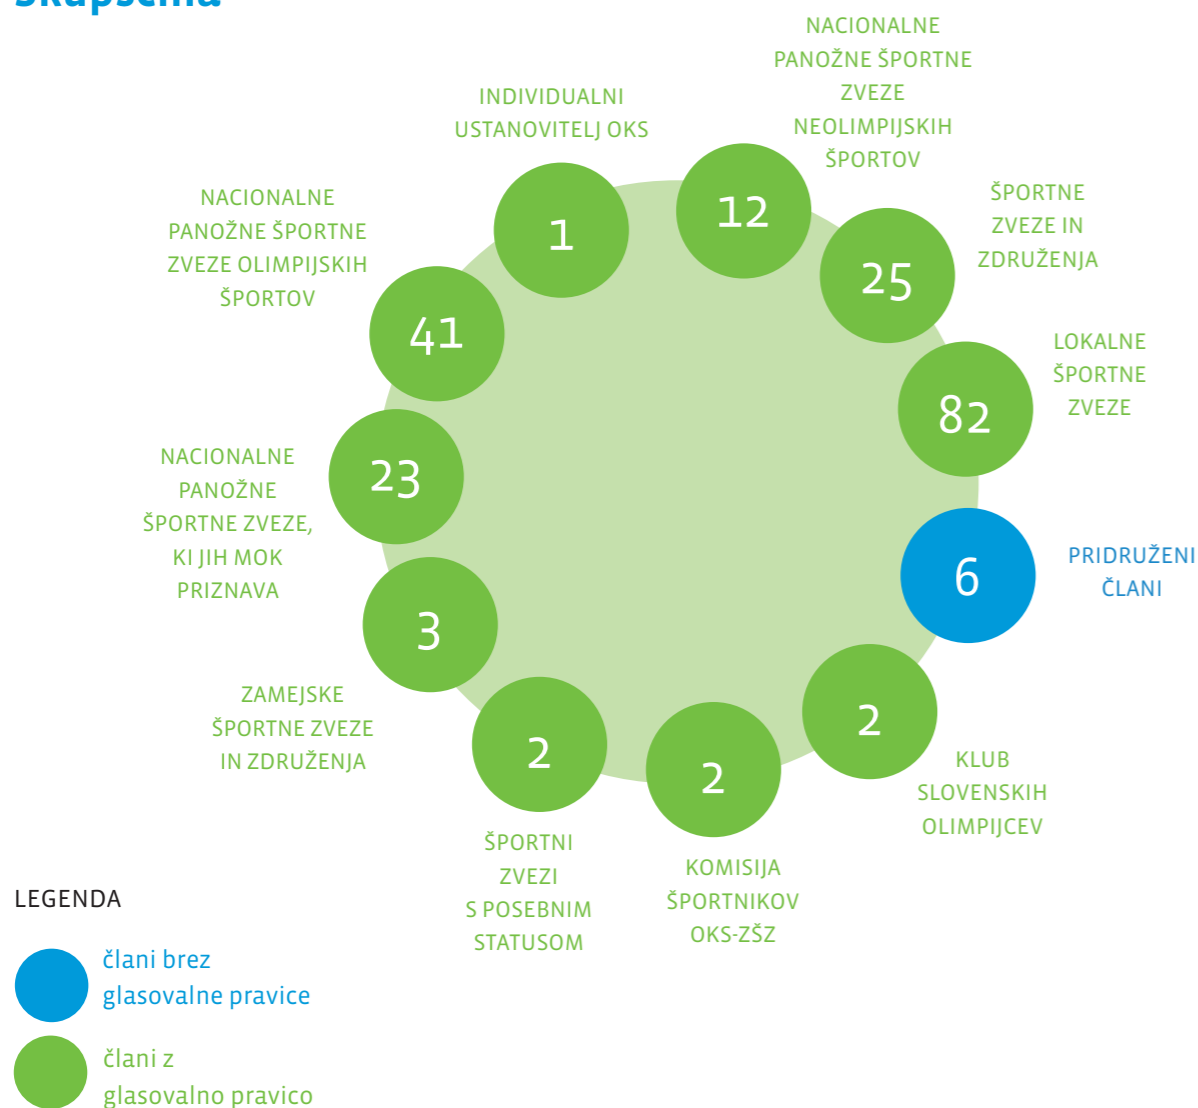 Skupščina
NACIONALNE
PANOŽNE ŠPORTNE
ZVEZE
NEOLIMPIJSKIH
ŠPORTOV
12
INDIVIDUALNI
USTANOVITELJ OKS
1
ŠPORTNE
ZVEZE IN
ZDRUŽENJA
25
NACIONALNE
PANOŽNE ŠPORTNE
ZVEZE OLIMPIJSKIH
ŠPORTOV
41
LOKALNE
ŠPORTNE
ZVEZE
82
NACIONALNE
PANOŽNE
ŠPORTNE ZVEZE,
KI JIH MOK
PRIZNAVA
23
PRIDRUŽENI
ČLANI
6
3
ZAMEJSKE
ŠPORTNE ZVEZE
IN ZDRUŽENJA
2
KLUB
SLOVENSKIH
OLIMPIJCEV
2
ŠPORTNI
ZVEZI
S POSEBNIM
STATUSOM
2
KOMISIJA
ŠPORTNIKOV
OKS-ZŠZ
LEGENDA
člani brez
glasovalne pravice
člani z
glasovalno pravico